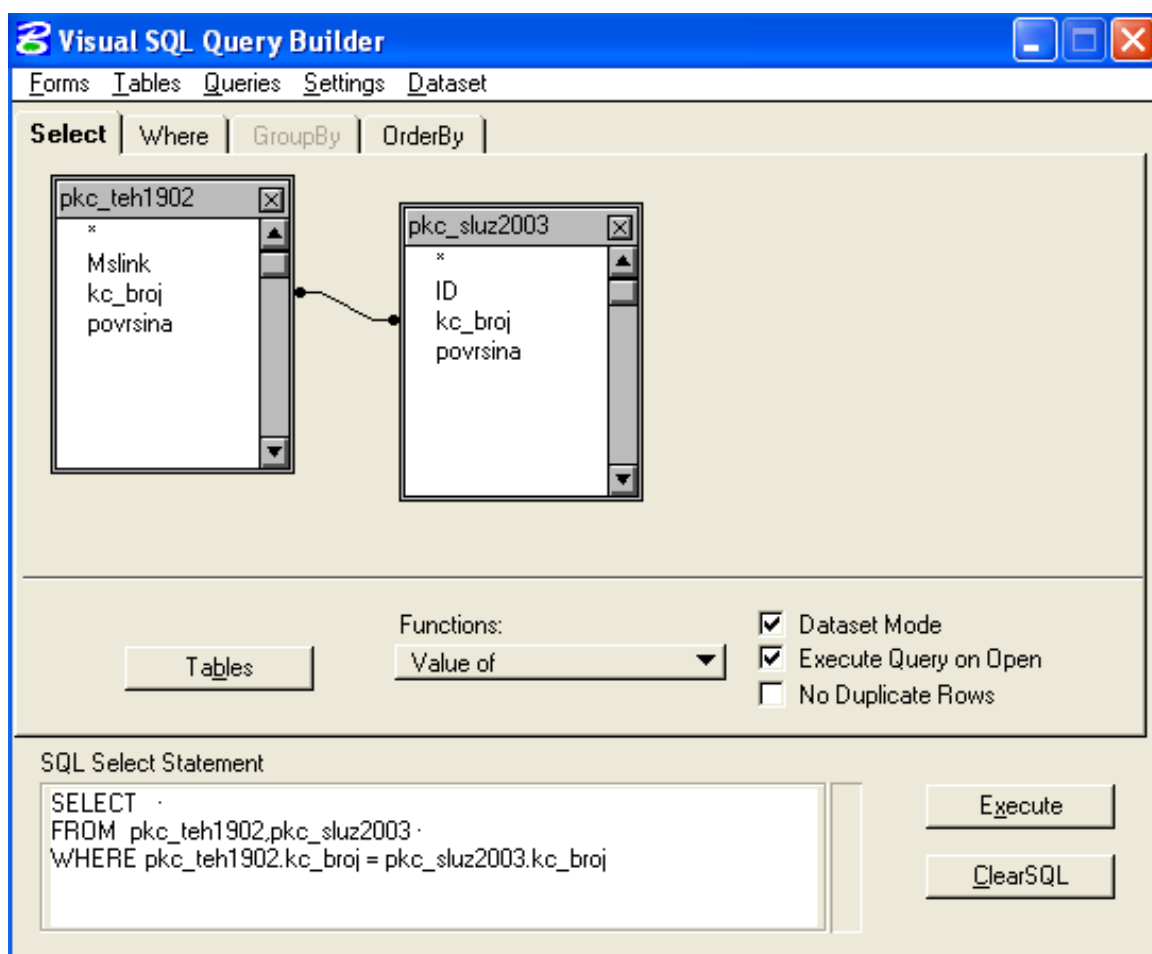 Visual SQL Query Builder
Forms Tables Queries Settings Dataset
Select Where GroupBy OrderBy
pkc_teh1902
*
Mslink
kc_broj
povrsina
pkc_sluz2003
*
ID
kc_broj
povrsina
Functions:
Tables
Value of
Dataset Mode
Execute Query on Open
No Duplicate Rows
SQL Select Statement
SELECT ·
FROM pkc_teh1902,pkc_sluz2003 ·
WHERE pkc_teh1902.kc_broj = pkc_sluz2003.kc_broj
Execute
ClearSQL